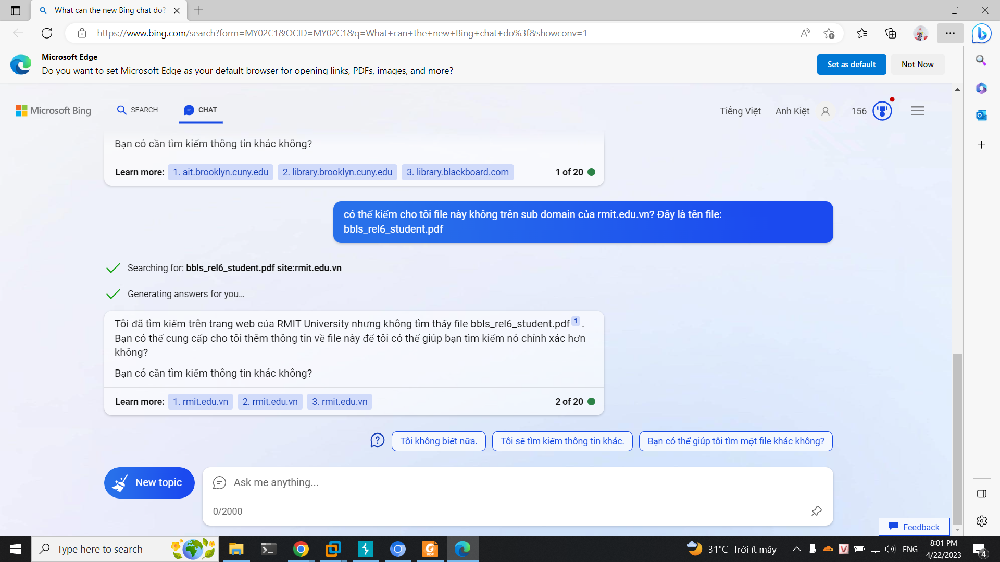 What can the new Bing chat do?
https://www.bing.com/search?form=MY02C1&OCID=MY02C1&q=What+can+the+new+Bing+chat+do%3f&showconv=1
Microsoft Edge
Do you want to set Microsoft Edge as your default browser for opening links, PDFs, images, and more?
Set as default
Not Now
Microsoft Bing
SEARCH
CHAT
Tiếng Việt
Anh Kiệt
156
Bạn có cần tìm kiếm thông tin khác không?
Learn more: 1. ait.brooklyn.cuny.edu 2. library.brooklyn.cuny.edu 3. library.blackboard.com 1 of 20
có thể kiếm cho tôi file này không trên sub domain của rmit.edu.vn? Đây là tên file:
bbls_rel6_student.pdf
Searching for: bbls_rel6_student.pdf site:rmit.edu.vn
Generating answers for you...
Tôi đã tìm kiếm trên trang web của RMIT University nhưng không tìm thấy file bbls_rel6_student.pdf 1 .
Bạn có thể cung cấp cho tôi thêm thông tin về file này để tôi có thể giúp bạn tìm kiếm nó chính xác hơn
không?
Bạn có cần tìm kiếm thông tin khác không?
Learn more: 1. rmit.edu.vn 2. rmit.edu.vn 3. rmit.edu.vn 2 of 20
Tôi không biết nữa.
Tôi sẽ tìm kiếm thông tin khác.
Bạn có thể giúp tôi tìm một file khác không?
New topic
Ask me anything...
0/2000
Feedback
Type here to search
31°C Trời ít mây
ENG
8:01 PM
4/22/2023
4